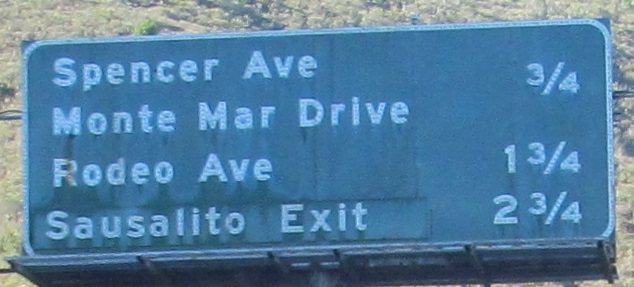 Spencer Ave 3/4
Monte Mar Drive
Rodeo Ave 1 3/4
Sausalito Exit 2 3/4